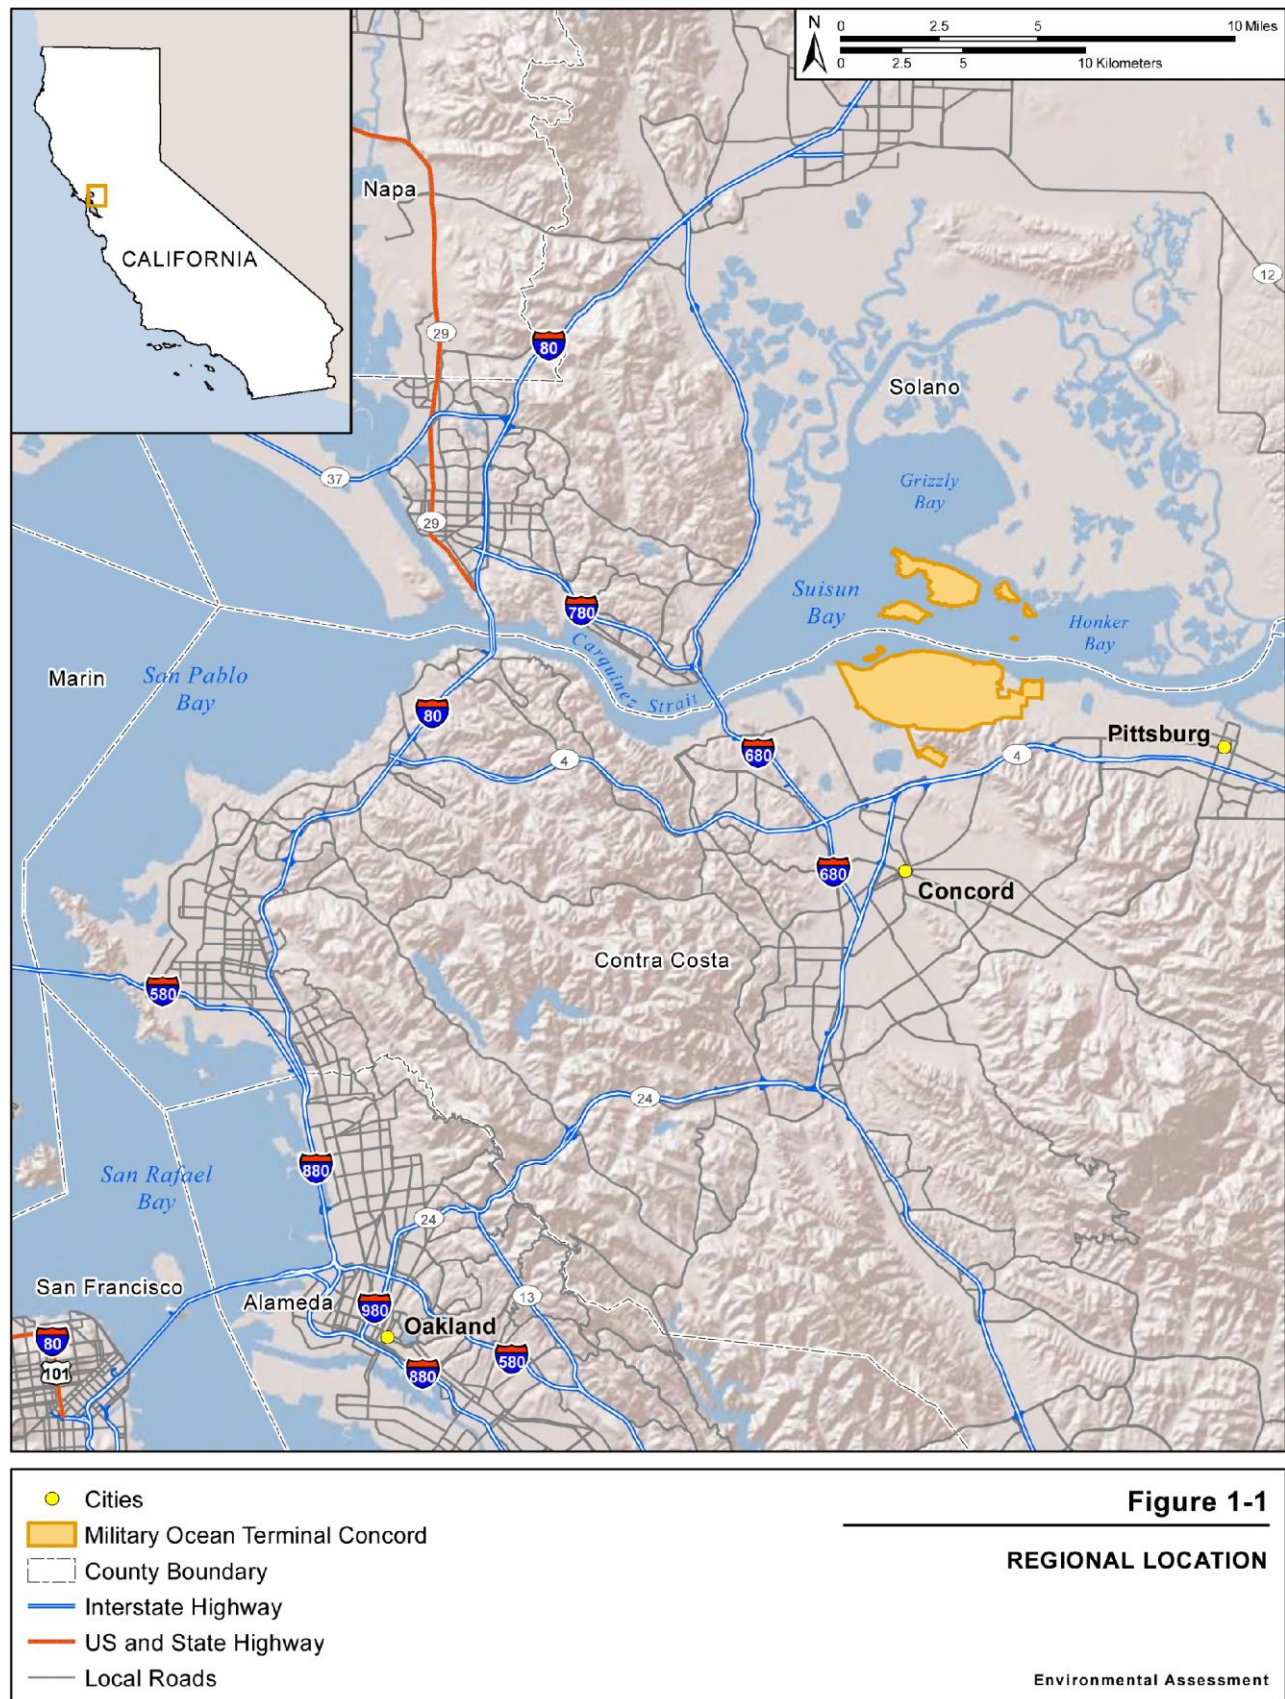 N
0 2.5 5 10 Miles
0 2.5 5 10 Kilometers
CALIFORNIA
Napa
12
29
80
Solano
37
29
Grizzly
Bay
Suisun
Bay
780
Honker
Bay
Carquinez Strait
Marin
San Pablo
Bay
80
680
4
4
Pittsburg
680
Concord
Contra Costa
580
24
880
San Rafael
Bay
24
San Francisco
Alameda
980
13
Oakland
80
580
101
880
Cities
Military Ocean Terminal Concord
County Boundary
Interstate Highway
US and State Highway
Local Roads
Figure 1-1
REGIONAL LOCATION
Environmental Assessment